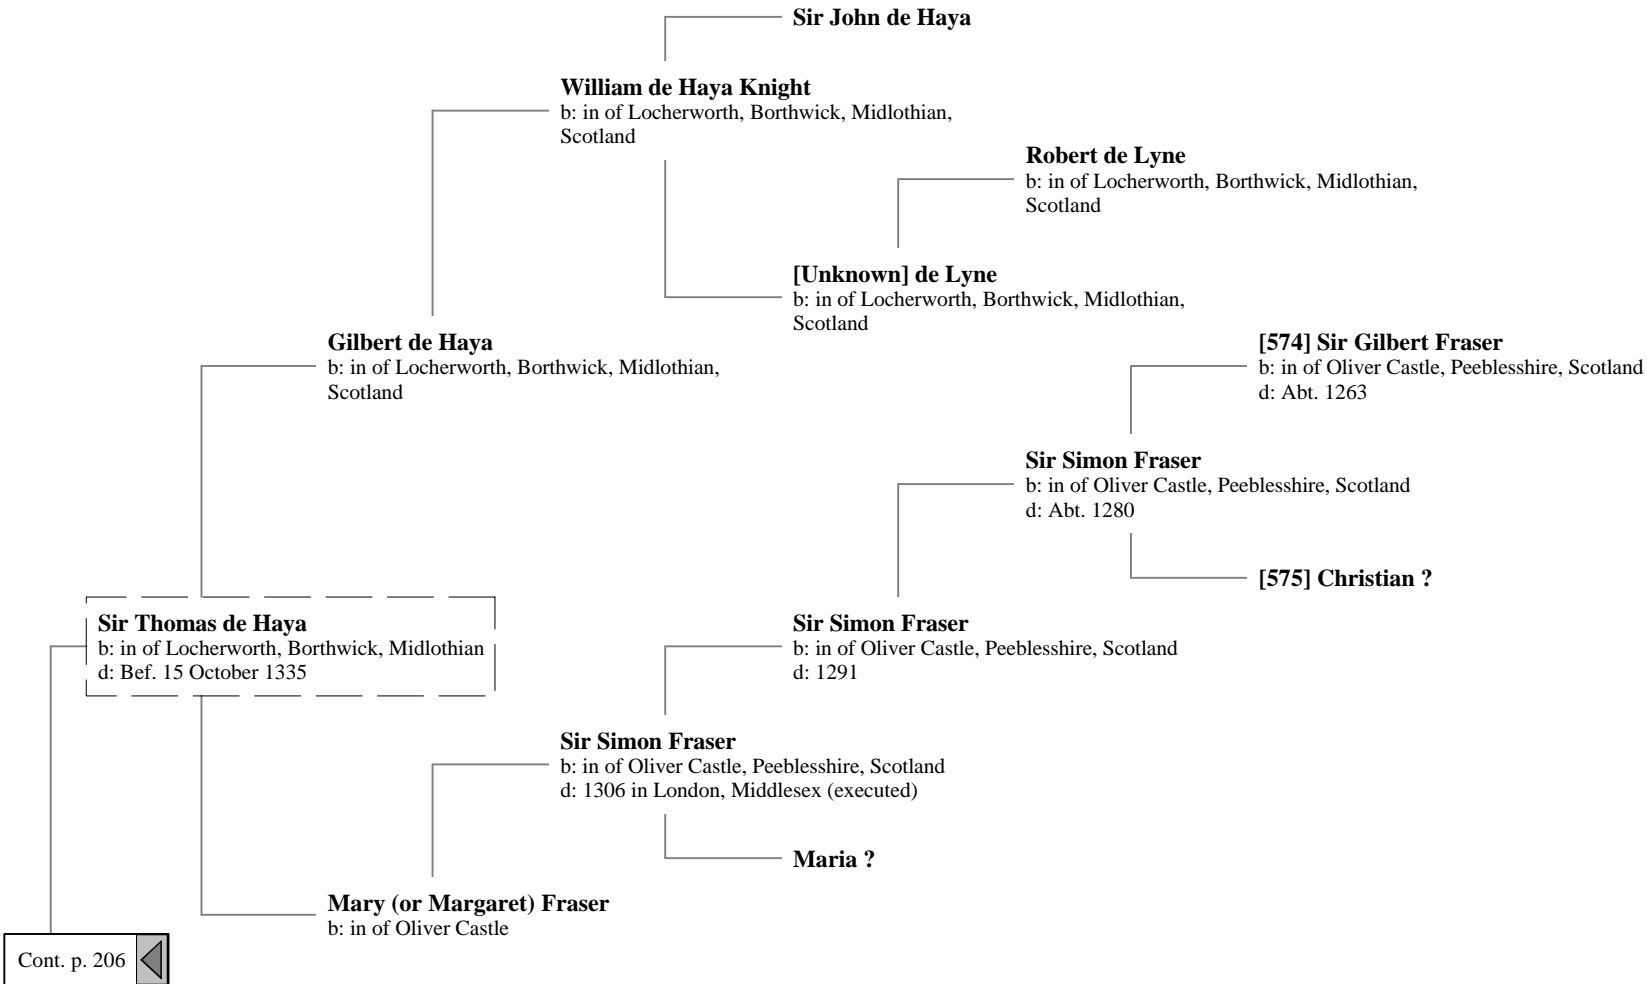 Sir John de Haya
William de Haya Knight
b: in of Locherworth, Borthwick, Midlothian,
Scotland
Robert de Lyne
b: in of Locherworth, Borthwick, Midlothian,
Scotland
[Unknown] de Lyne
b: in of Locherworth, Borthwick, Midlothian,
Scotland
Gilbert de Haya
b: in of Locherworth, Borthwick, Midlothian,
Scotland
[574] Sir Gilbert Fraser
b: in of Oliver Castle, Peeblesshire, Scotland
d: Abt. 1263
Sir Simon Fraser
b: in of Oliver Castle, Peeblesshire, Scotland
d: Abt. 1280
[575] Christian ?
Sir Thomas de Haya
b: in of Locherworth, Borthwick, Midlothian
d: Bef. 15 October 1335
Sir Simon Fraser
b: in of Oliver Castle, Peeblesshire, Scotland
d: 1291
Sir Simon Fraser
b: in of Oliver Castle, Peeblesshire, Scotland
d: 1306 in London, Middlesex (executed)
Maria ?
Mary (or Margaret) Fraser
b: in of Oliver Castle
Cont. p. 206